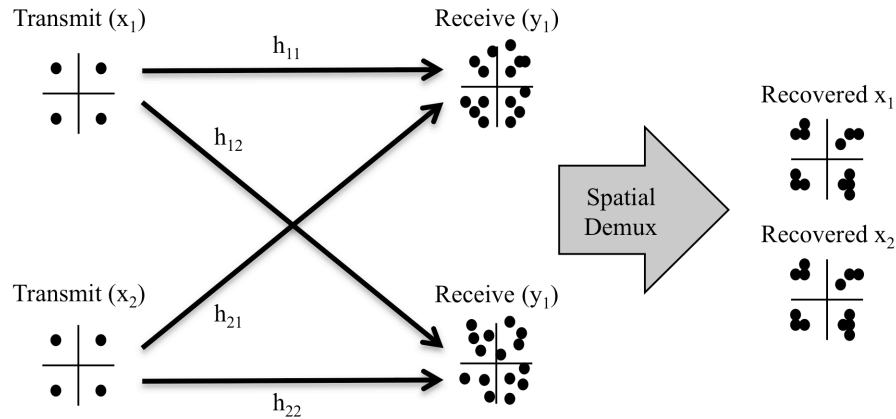 Transmit (x1)
Receive (y1)
h11
h12
Recovered x1
Spatial
Demux
Recovered x2
Transmit (x2)
Receive (y1)
h21
h22